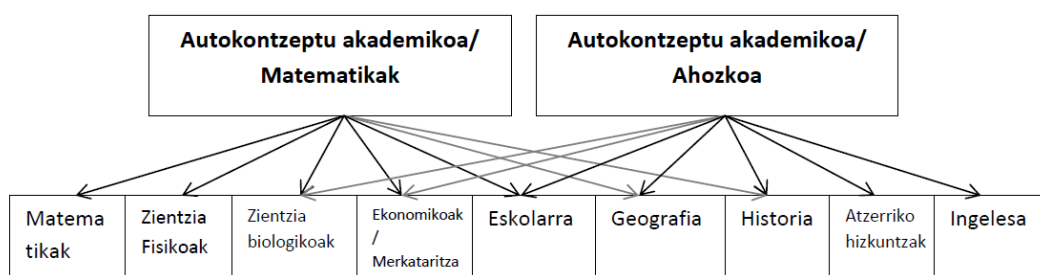 Autokontzeptu akademikoa/
Matematikak
Autokontzeptu akademikoa/
Ahozkoa
Matema
tikak
Zientzia
Fisikoak
Zientzia
biologikoak
Ekonomikoak
/
Merkataritza
Eskolarra
Geografia
Historia
Atzerriko
hizkuntzak
Ingelesa